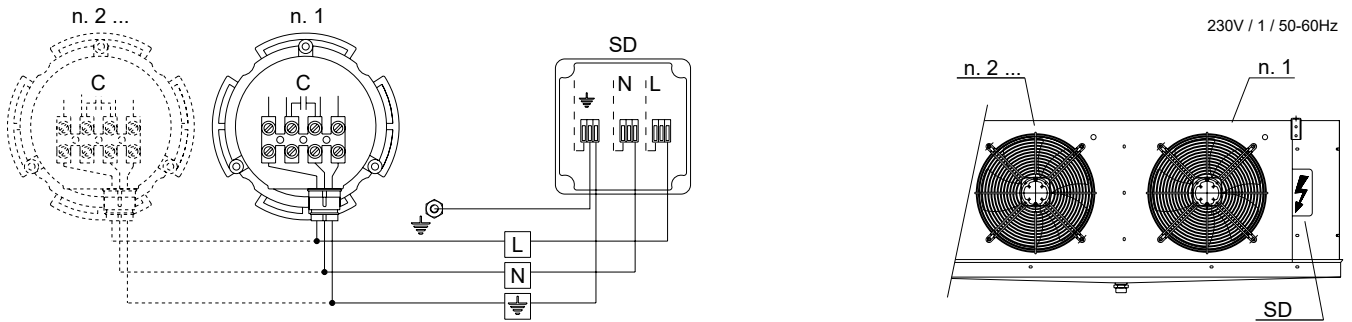 n. 2 ...
n. 1
SD
230V / 1 / 50-60Hz
C
C
N L
n. 2 ...
n. 1
L
N
SD